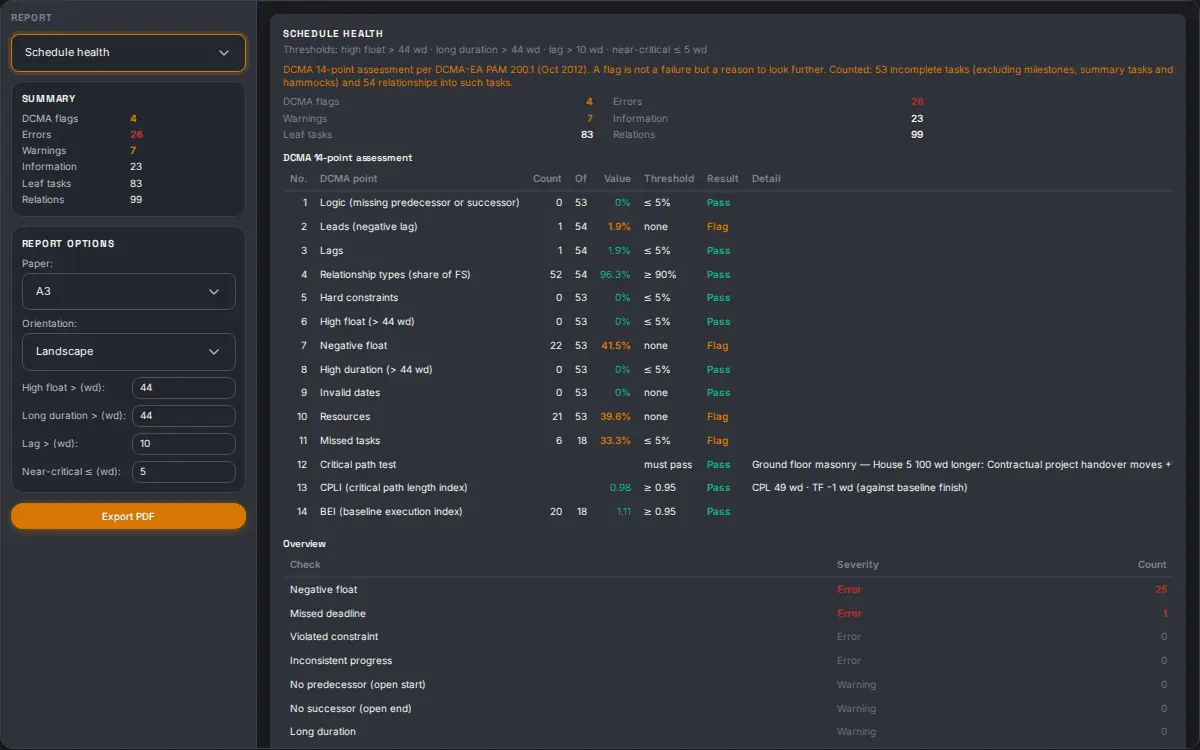 REPORT
Schedule health
SUMMARY
DCMA flags 4
Errors 26
Warnings 7
Information 23
Leaf tasks 83
Relations 99
REPORT OPTIONS
Paper:
A3
Orientation:
Landscape
High float > (wd): 44
Long duration > (wd): 44
Lag > (wd): 10
Near-critical ≤ (wd): 5
Export PDF
SCHEDULE HEALTH
Thresholds: high float > 44 wd · long duration > 44 wd · lag > 10 wd · near-critical ≤ 5 wd
DCMA 14-point assessment per DCMA-EA PAM 200.1 (Oct 2012). A flag is not a failure but a reason to look further. Counted: 53 incomplete tasks (excluding milestones, summary tasks and
hammocks) and 54 relationships into such tasks.
DCMA flags 4 Errors 26
Warnings 7 Information 23
Leaf tasks 83 Relations 99
DCMA 14-point assessment
No. DCMA point Count Of Value Threshold Result Detail
1 Logic (missing predecessor or successor) 0 53 0% ≤ 5% Pass
2 Leads (negative lag) 1 54 1.9% none Flag
3 Lags 1 54 1.9% ≤ 5% Pass
4 Relationship types (share of FS) 52 54 96.3% ≥ 90% Pass
5 Hard constraints 0 53 0% ≤ 5% Pass
6 High float (> 44 wd) 0 53 0% ≤ 5% Pass
7 Negative float 22 53 41.5% none Flag
8 High duration (> 44 wd) 0 53 0% ≤ 5% Pass
9 Invalid dates 0 53 0% none Pass
10 Resources 21 53 39.6% none Flag
11 Missed tasks 6 18 33.3% ≤ 5% Flag
12 Critical path test must pass Pass Ground floor masonry — House 5 100 wd longer: Contractual project handover moves +
13 CPLI (critical path length index) 0.98 ≥ 0.95 Pass CPL 49 wd · TF -1 wd (against baseline finish)
14 BEI (baseline execution index) 20 18 1.11 ≥ 0.95 Pass
Overview
Check Severity Count
Negative float Error 25
Missed deadline Error 1
Violated constraint Error 0
Inconsistent progress Error 0
No predecessor (open start) Warning 0
No successor (open end) Warning 0
Long duration Warning 0